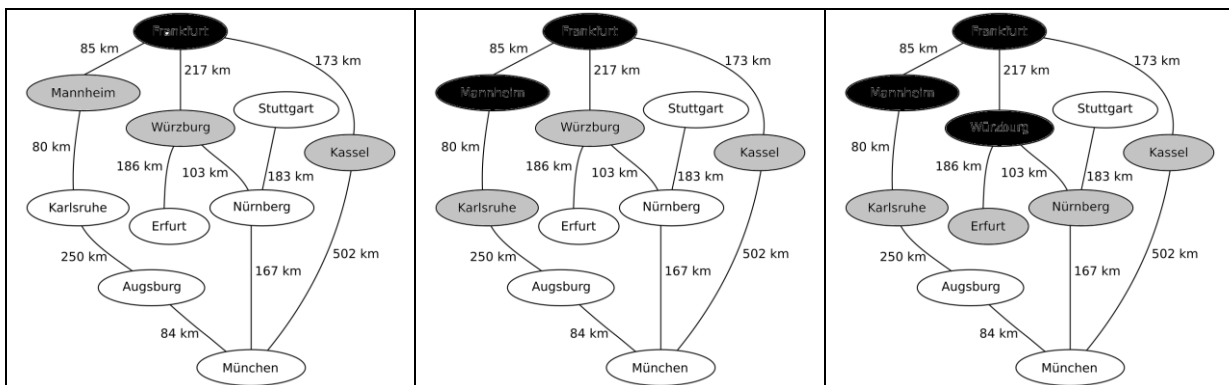 Frankfurt
85 km
173 km
217 km
Mannheim
Stuttgart
Würzburg
Kassel
80 km
186 km
103 km
183 km
Karlsruhe
Nürnberg
Erfurt
250 km
502 km
167 km
Augsburg
84 km
München
Frankfurt
85 km
173 km
217 km
Mannheim
Stuttgart
Würzburg
Kassel
80 km
186 km
103 km
183 km
Karlsruhe
Nürnberg
Erfurt
250 km
502 km
167 km
Augsburg
84 km
München
Frankfurt
85 km
173 km
217 km
Mannheim
Stuttgart
Würzburg
Kassel
80 km
186 km
103 km
183 km
Karlsruhe
Nürnberg
Erfurt
250 km
502 km
167 km
Augsburg
84 km
München